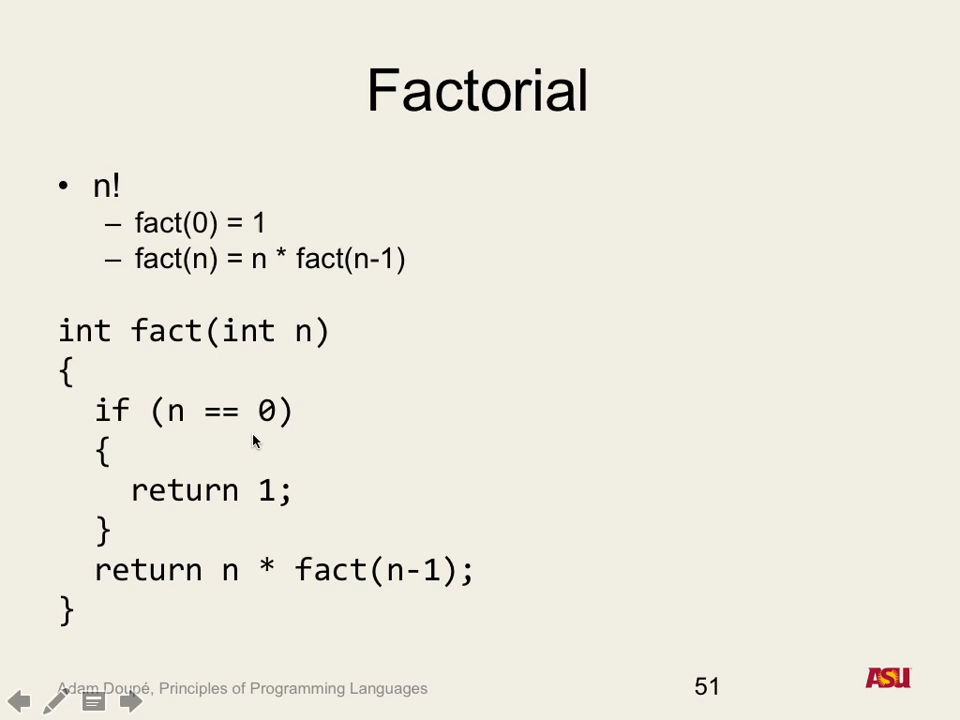 Factorial
• n!
– fact(0) = 1
– fact(n) = n * fact(n-1)
int fact(int n)
{
  if (n == 0)
  {
    return 1;
  }
  return n * fact(n-1);
}
Adam Doupé, Principles of Programming Languages
51
ASU